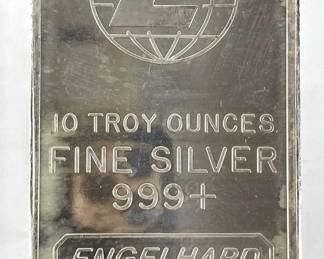 10 TROY OUNCES
FINE SILVER
999+
ENGELHARD